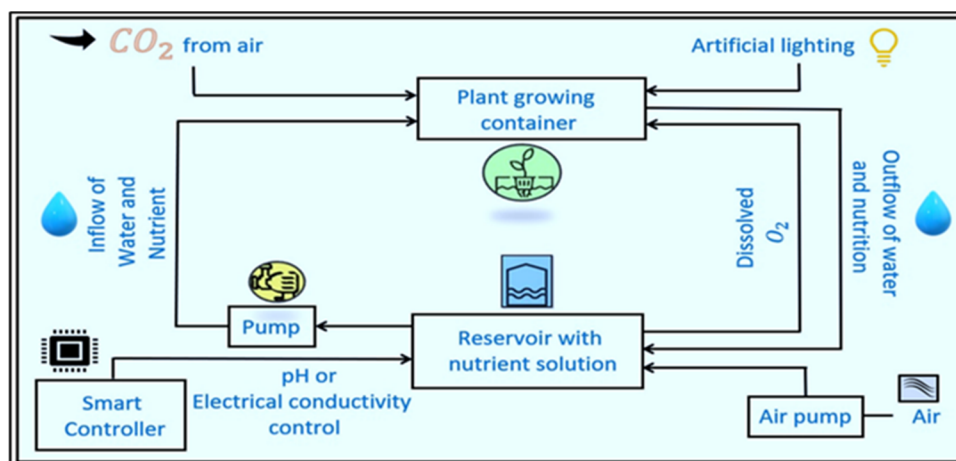 CO₂ from air
Artificial lighting
Plant growing
container
Inflow of
Water and
Nutrient
Dissolved
O₂
Outflow of water
and nutrition
Pump
Reservoir with
nutrient solution
pH or
Electrical conductivity
control
Smart
Controller
Air pump
Air